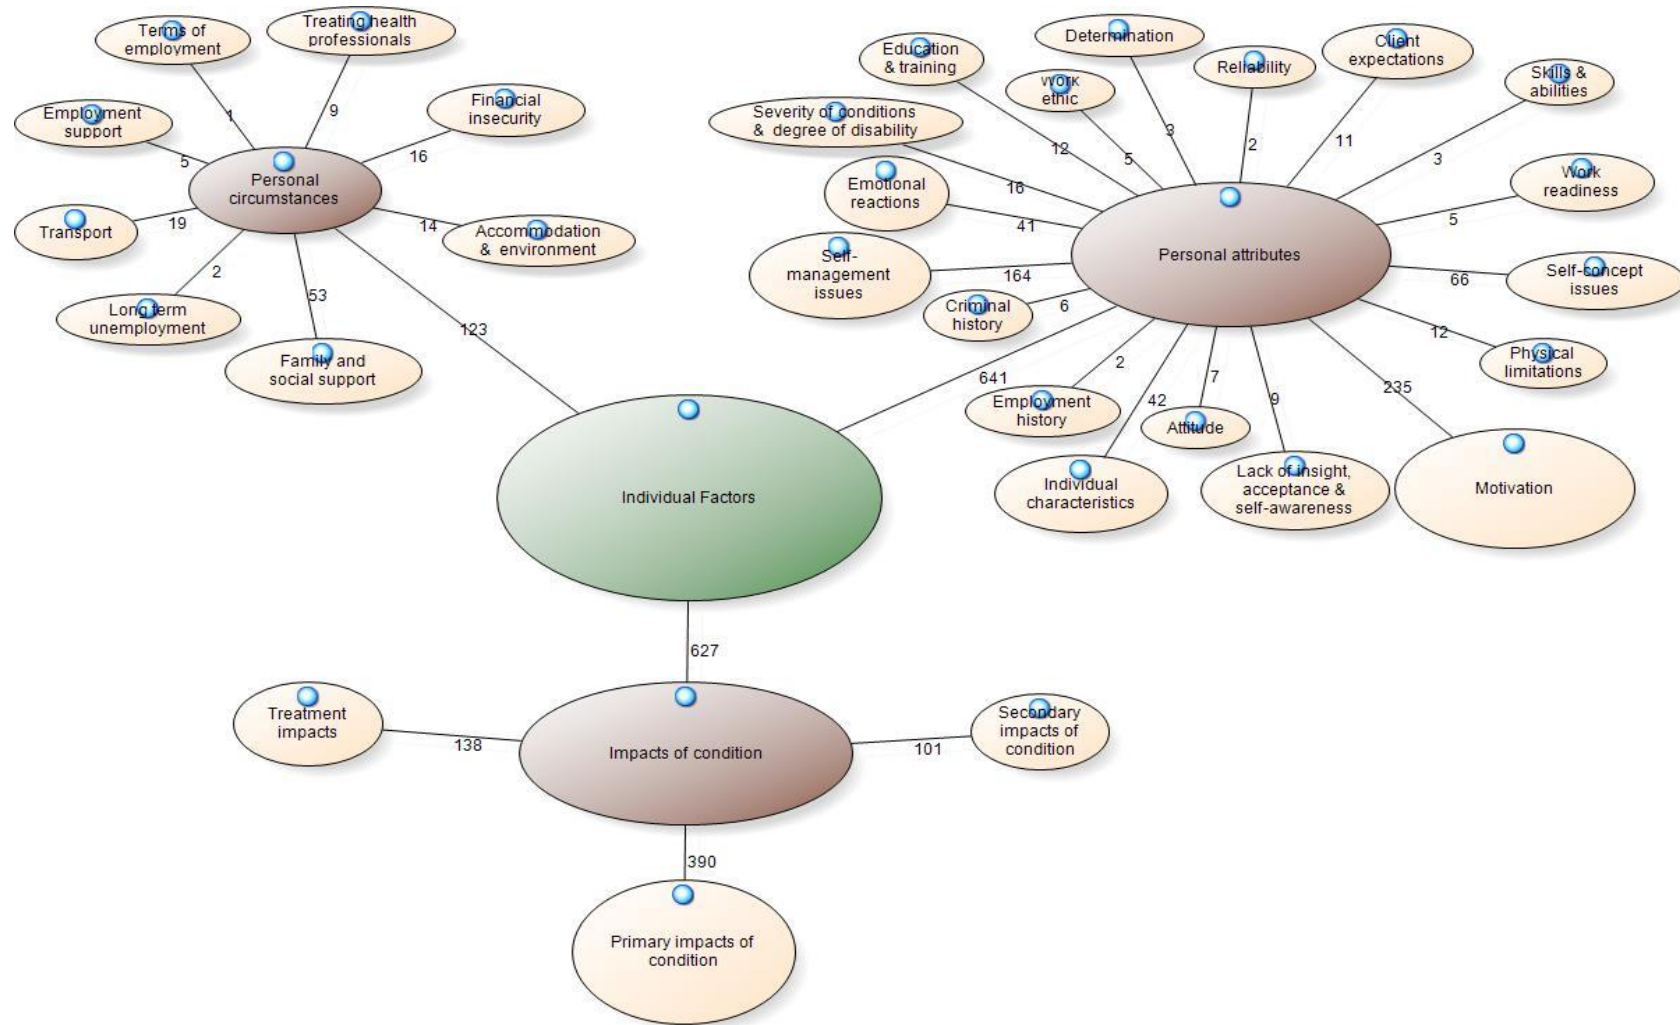 Terms of
employment
Treating health
professionals
Employment
support
1
9
Financial
insecurity
5
16
Personal
circumstances
Transport
19
14
Accommodation
& environment
2
53
Long term
unemployment
Family and
social support
123
Education
& training
Determination
Work
ethic
Reliability
Client
expectations
Skills &
abilities
Severity of conditions
& degree of disability
12
5
3
2
11
3
Emotional
reactions
16
41
Work
readiness
5
Personal attributes
Self-
management
issues
164
66
Self-concept
issues
Criminal
history
6
12
Physical
limitations
641
2
42
7
9
235
Employment
history
Attitude
Individual
characteristics
Lack of insight,
acceptance &
self-awareness
Motivation
Individual Factors
627
Treatment
impacts
138
Impacts of condition
101
Secondary
impacts of
condition
390
Primary impacts of
condition